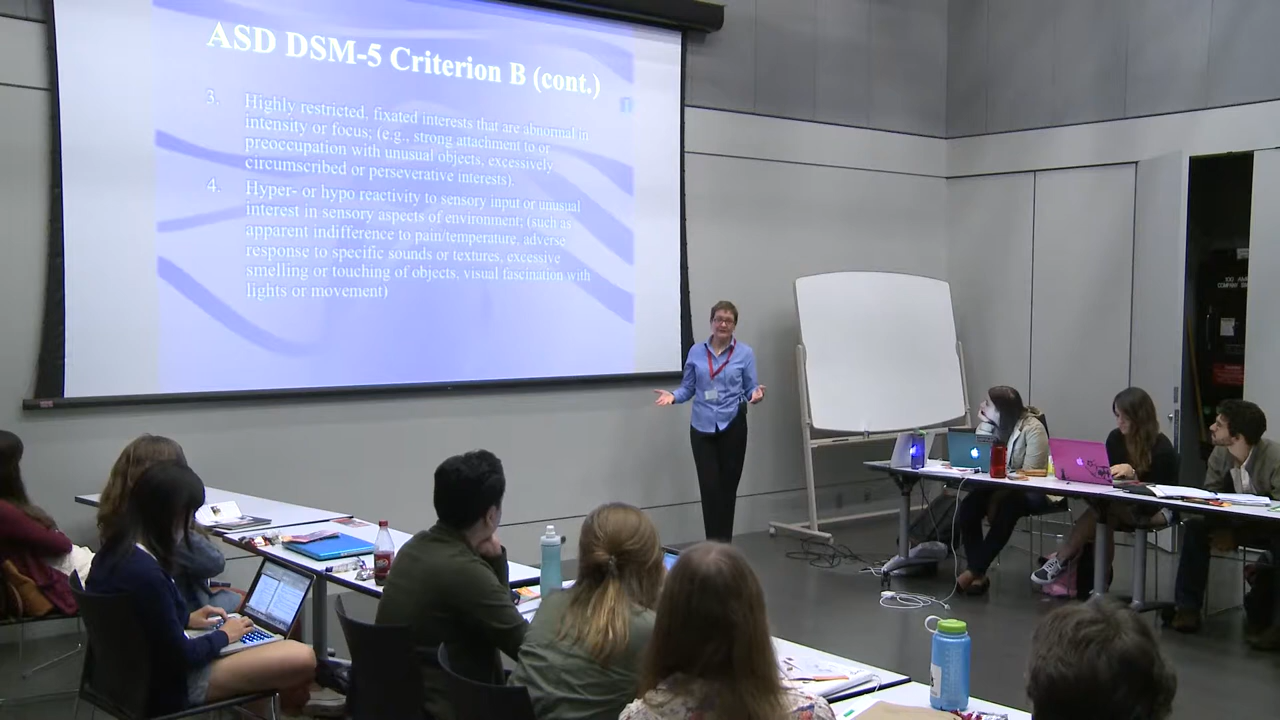 ASD DSM-5 Criterion B (cont.)
3. Highly restricted, fixated interests that are abnormal in
intensity or focus; (e.g., strong attachment to or
preoccupation with unusual objects, excessively
circumscribed or perseverative interests).
4. Hyper- or hypo reactivity to sensory input or unusual
interest in sensory aspects of environment; (such as
apparent indifference to pain/temperature, adverse
response to specific sounds or textures, excessive
smelling or touching of objects, visual fascination with
lights or movement)